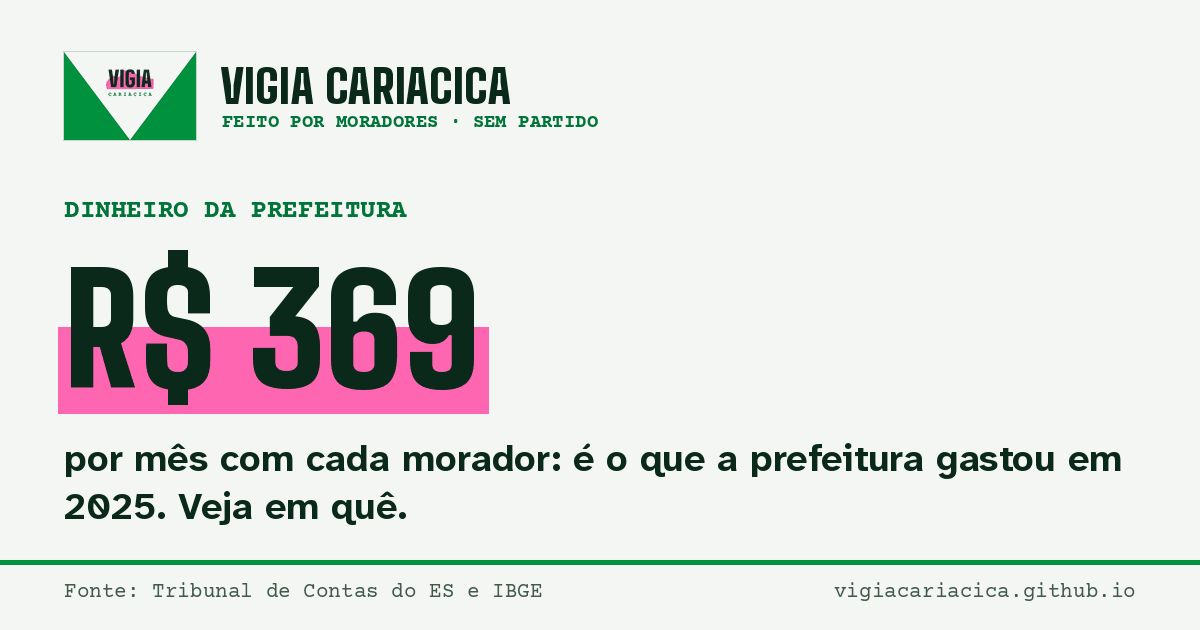 VIGIA
CARIACICA
VIGIA CARIACICA
FEITO POR MORADORES · SEM PARTIDO
DINHEIRO DA PREFEITURA
R$ 369
por mês com cada morador: é o que a prefeitura gastou em
2025. Veja em quê.
Fonte: Tribunal de Contas do ES e IBGE
vigiacariacica.github.io